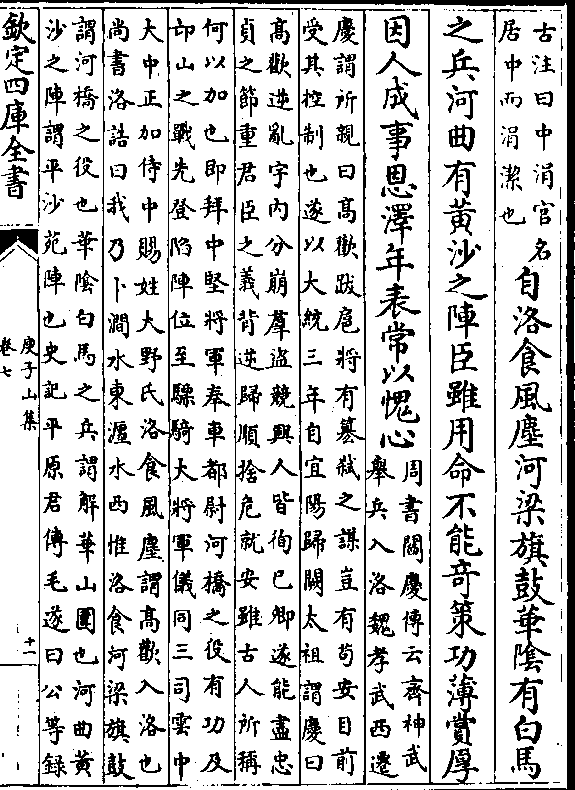 古注曰中涓官名
居中而涓潔也
自洛食風塵河梁旗鼓華陰有白馬
之兵河曲有黃沙之陣臣雖用命不能竒策功薄賞厚
因人成事恩澤年表常以愧心
周書閻慶傳云齊神武
舉兵入洛魏孝武西遷
慶謂所親曰高歡跋扈將有簒弑之謀豈有苟安目前
受其控制也遂以大統三年自宜陽歸闕太祖謂慶曰
高歡逆亂宇内分崩羣盜競興人皆徇己卿遂能盡忠
貞之節重君臣之義背逆歸順捨危就安雖古人所稱
何以加也即拜中堅將軍奉車都尉河橋之役有功及
邙山之戰先登陷陣位至驃騎大將軍儀同三司雲中
大中正加侍中賜姓大野氏洛食風塵謂高歡入洛也
尚書洛誥曰我乃卜澗水東瀍水西惟洛食河梁旗鼓
謂河橋之役也華陰白馬之兵謂解華山圍也河曲黃
沙之陣謂平沙苑陣也史記平原君傳毛遂曰公等録
欽定四庫全書
庾子山集
卷七
十一